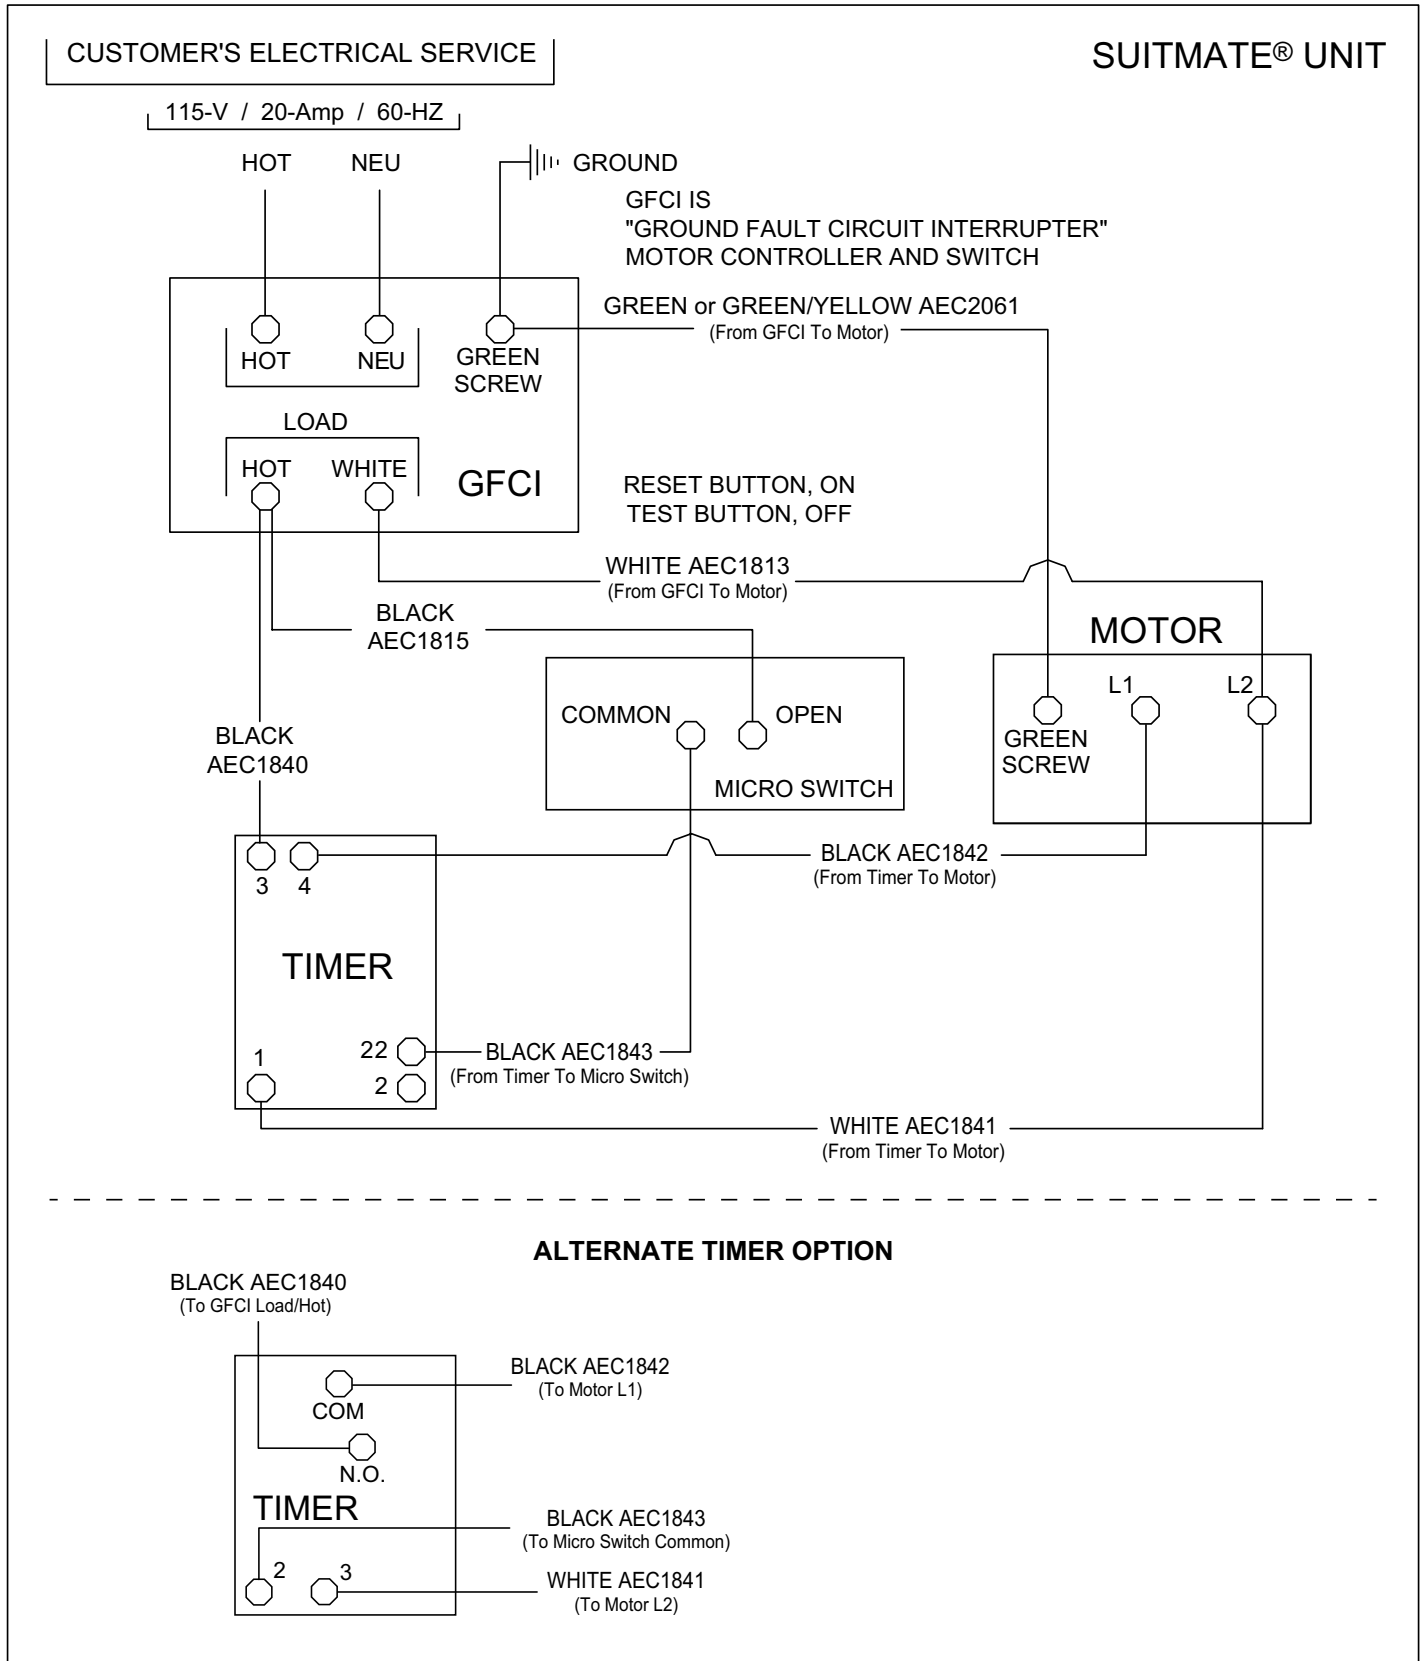 CUSTOMER'S ELECTRICAL SERVICE
SUITMATE® UNIT
115-V / 20-Amp / 60-HZ
HOT
NEU
GROUND
GFCI IS
"GROUND FAULT CIRCUIT INTERRUPTER"
MOTOR CONTROLLER AND SWITCH
GREEN or GREEN/YELLOW AEC2061
(From GFCI To Motor)
HOT
NEU
GREEN
SCREW
LOAD
HOT
WHITE
GFCI
RESET BUTTON, ON
TEST BUTTON, OFF
WHITE AEC1813
(From GFCI To Motor)
BLACK
AEC1815
MOTOR
L1
L2
GREEN
SCREW
COMMON
OPEN
MICRO SWITCH
BLACK
AEC1840
BLACK AEC1842
(From Timer To Motor)
3
4
TIMER
1
22
2
BLACK AEC1843
(From Timer To Micro Switch)
WHITE AEC1841
(From Timer To Motor)
ALTERNATE TIMER OPTION
BLACK AEC1840
(To GFCI Load/Hot)
BLACK AEC1842
(To Motor L1)
COM
N.O.
TIMER
BLACK AEC1843
(To Micro Switch Common)
2
3
WHITE AEC1841
(To Motor L2)